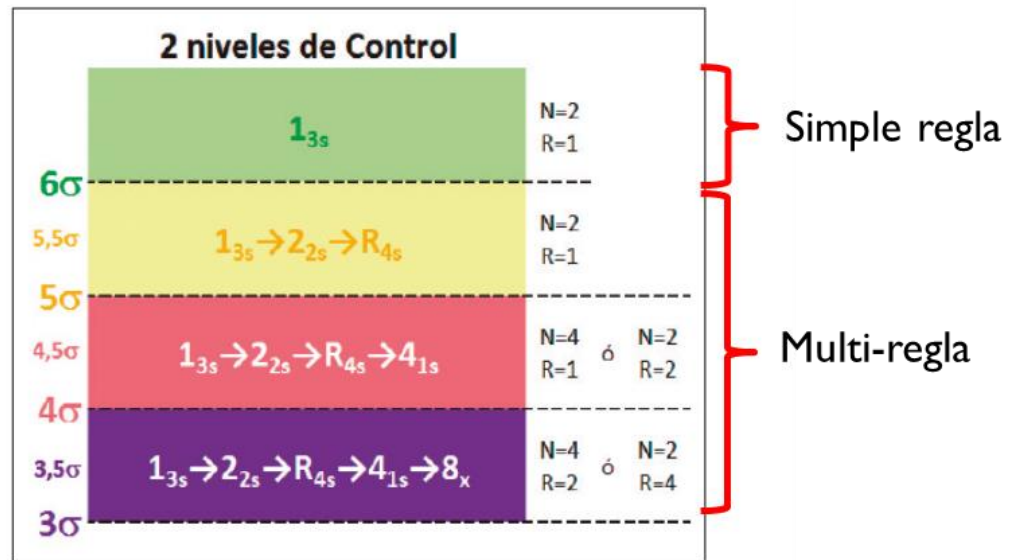 2 niveles de Control
1₃ₛ
N=2
R=1
Simple regla
6σ
5,5σ
1₃ₛ→2₂ₛ→R₄ₛ
N=2
R=1
5σ
4,5σ
1₃ₛ→2₂ₛ→R₄ₛ→4₁ₛ
N=4 ó N=2
R=1 R=2
Multi-regla
4σ
3,5σ
1₃ₛ→2₂ₛ→R₄ₛ→4₁ₛ→8ₓ
N=4 ó N=2
R=2 R=4
3σ